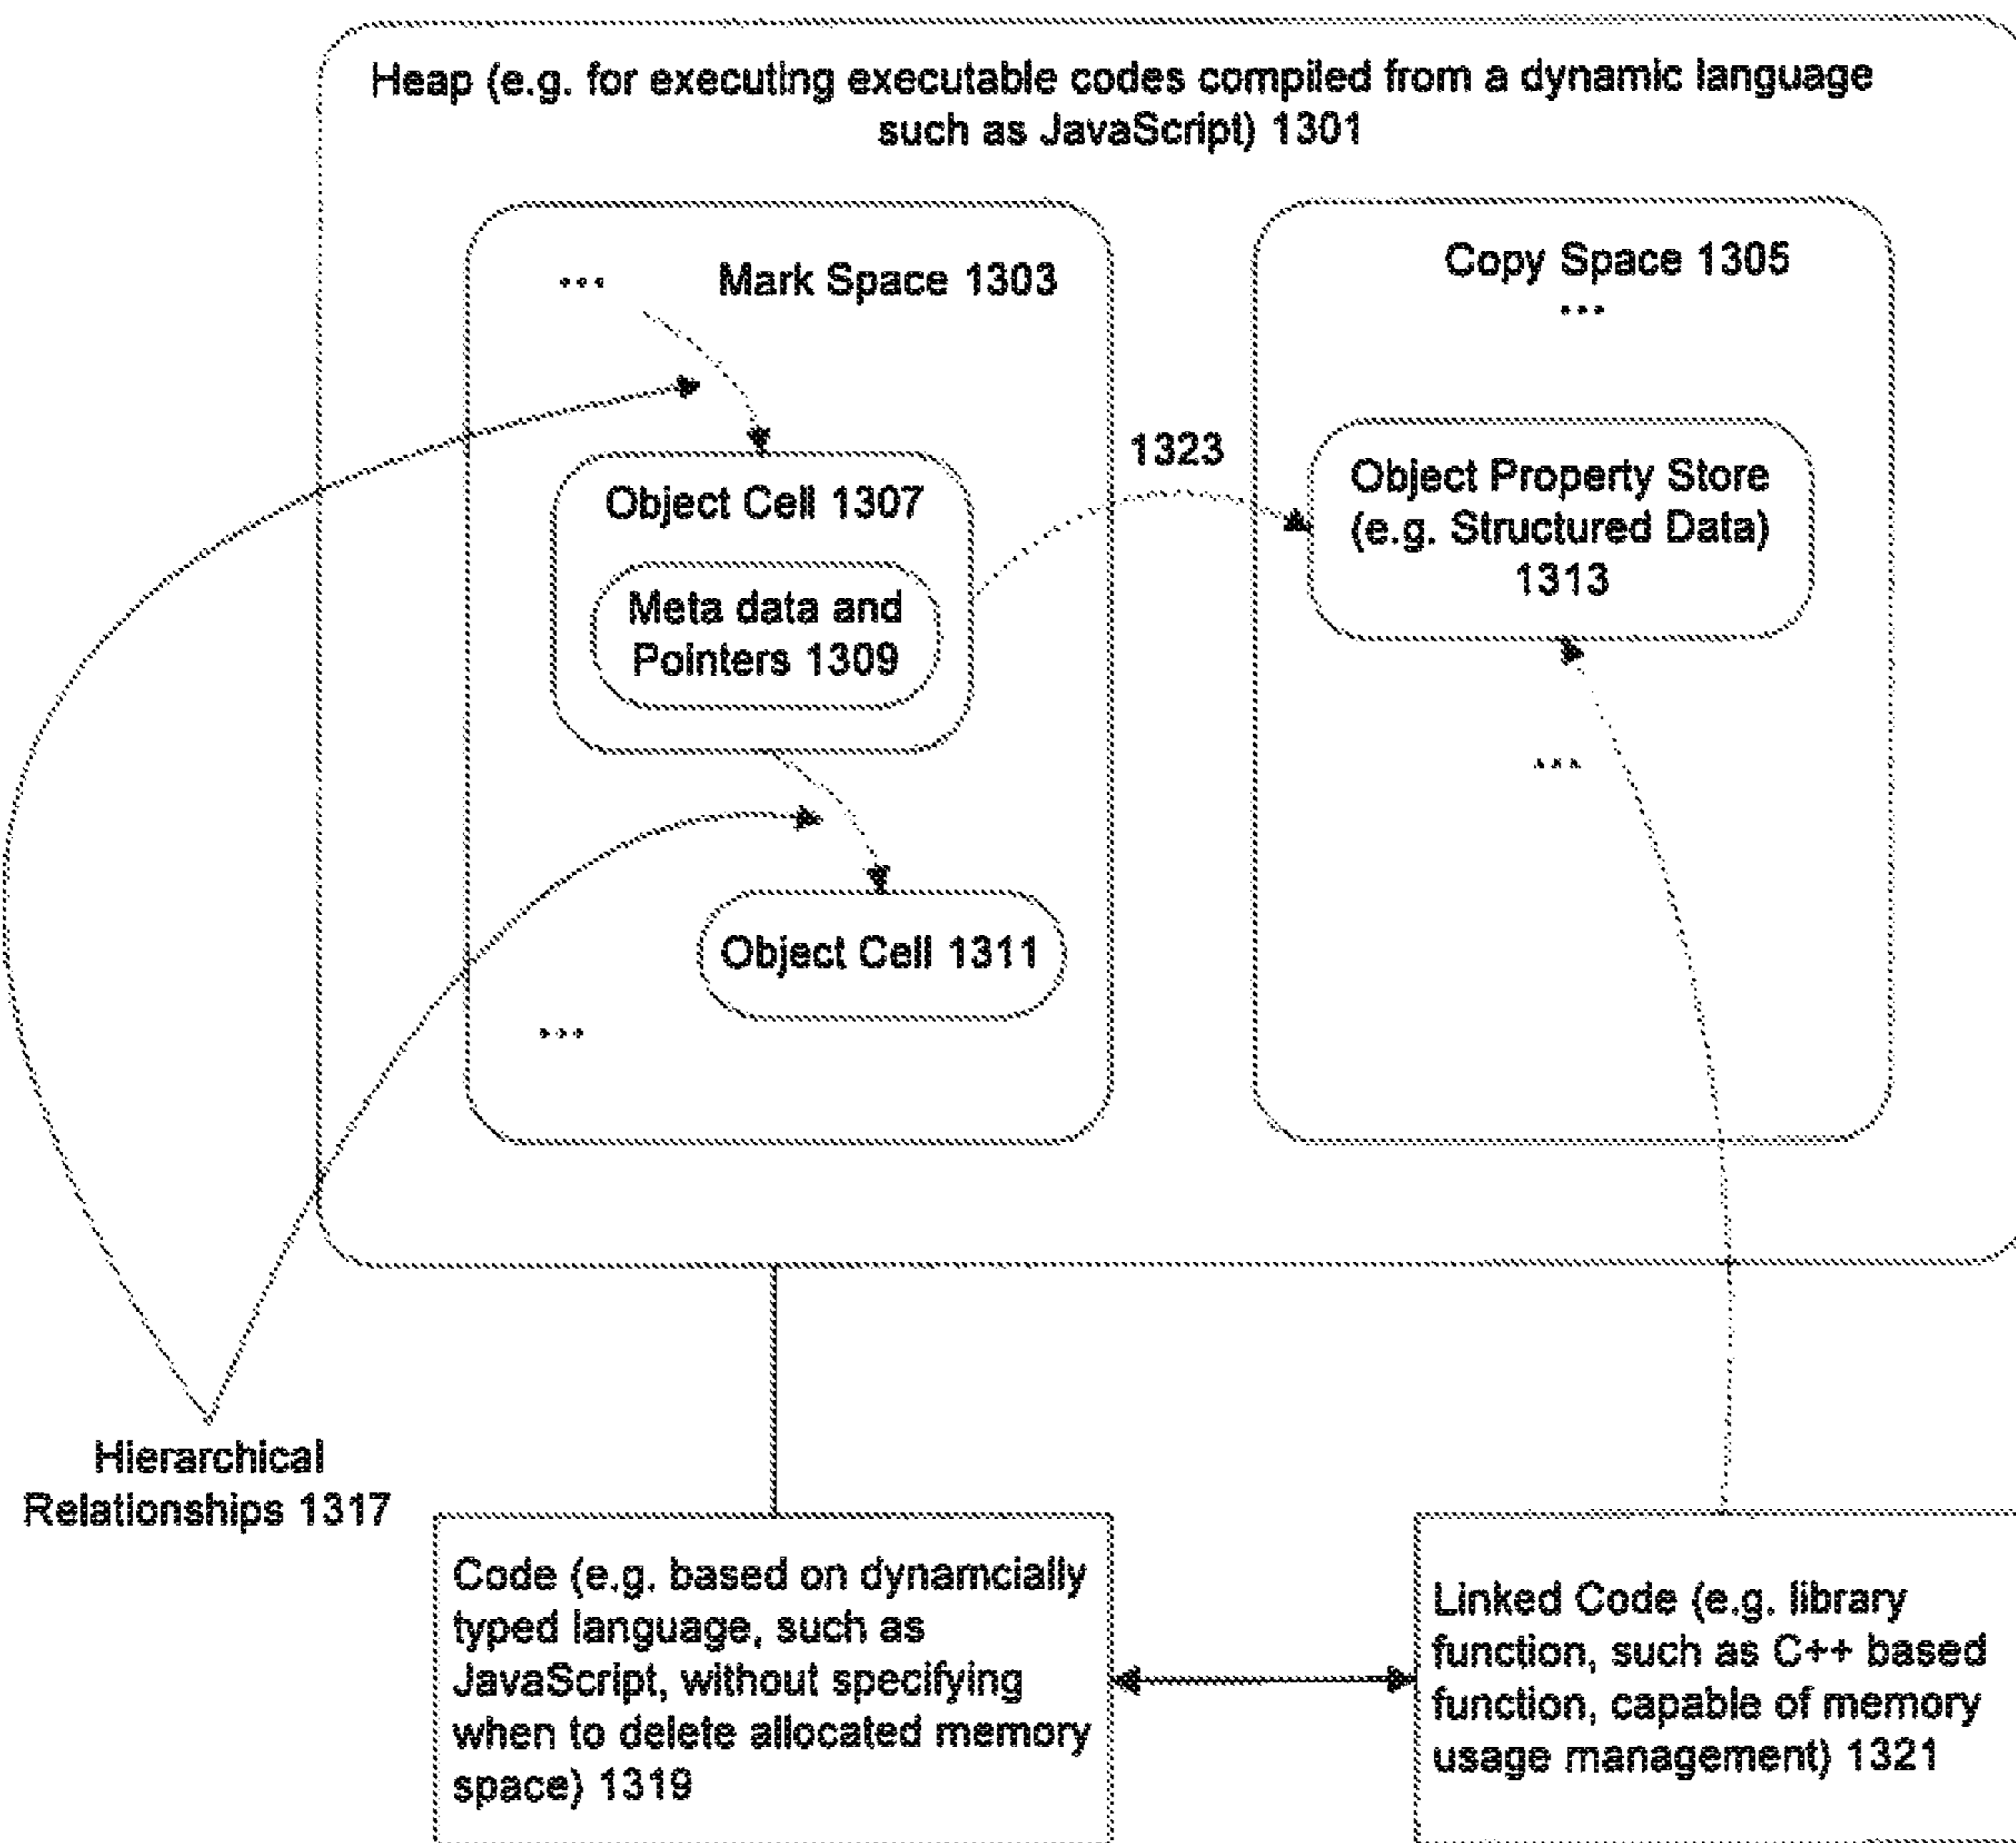 Heap (e.g. for executing executable codes compiled from a dynamic language
such as JavaScript) 1301
... Mark Space 1303
Copy Space 1305
...
1323
Object Cell 1307
Meta data and
Pointers 1309
Object Property Store
(e.g. Structured Data)
1313
...
Object Cell 1311
...
Hierarchical
Relationships 1317
Code (e.g. based on dynamcially
typed language, such as
JavaScript, without specifying
when to delete allocated memory
space) 1319
Linked Code (e.g. library
function, such as C++ based
function, capable of memory
usage management) 1321